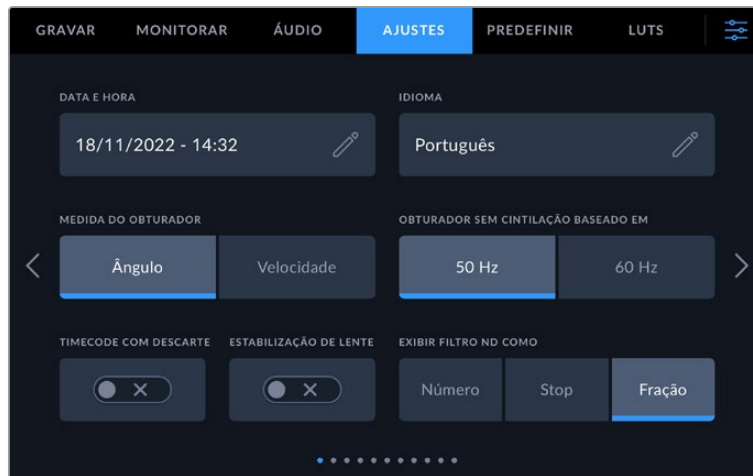 GRAVAR MONITORAR ÁUDIO AJUSTES PREDEFINIR LUTS
DATA E HORA IDIOMA
18/11/2022 - 14:32 Português
MEDIDA DO OBTURADOR OBTURADOR SEM CINTILAÇÃO BASEADO EM
Ângulo Velocidade 50 Hz 60 Hz
TIMECODE COM DESCARTE ESTABILIZAÇÃO DE LENTE EXIBIR FILTRO ND COMO
Número Stop Fração